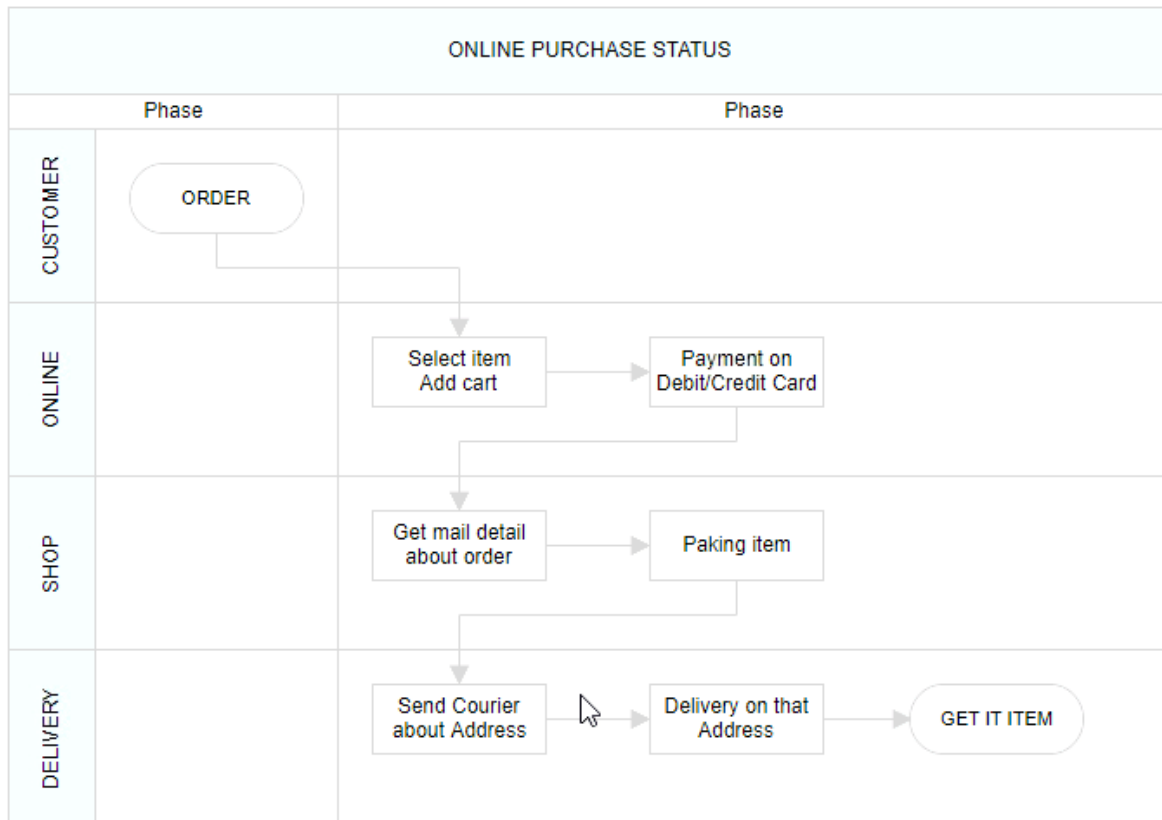 ONLINE PURCHASE STATUS
Phase
Phase
CUSTOMER
ORDER
ONLINE
Select item
Add cart
Payment on
Debit/Credit Card
SHOP
Get mail detail
about order
Paking item
DELIVERY
Send Courier
about Address
Delivery on that
Address
GET IT ITEM